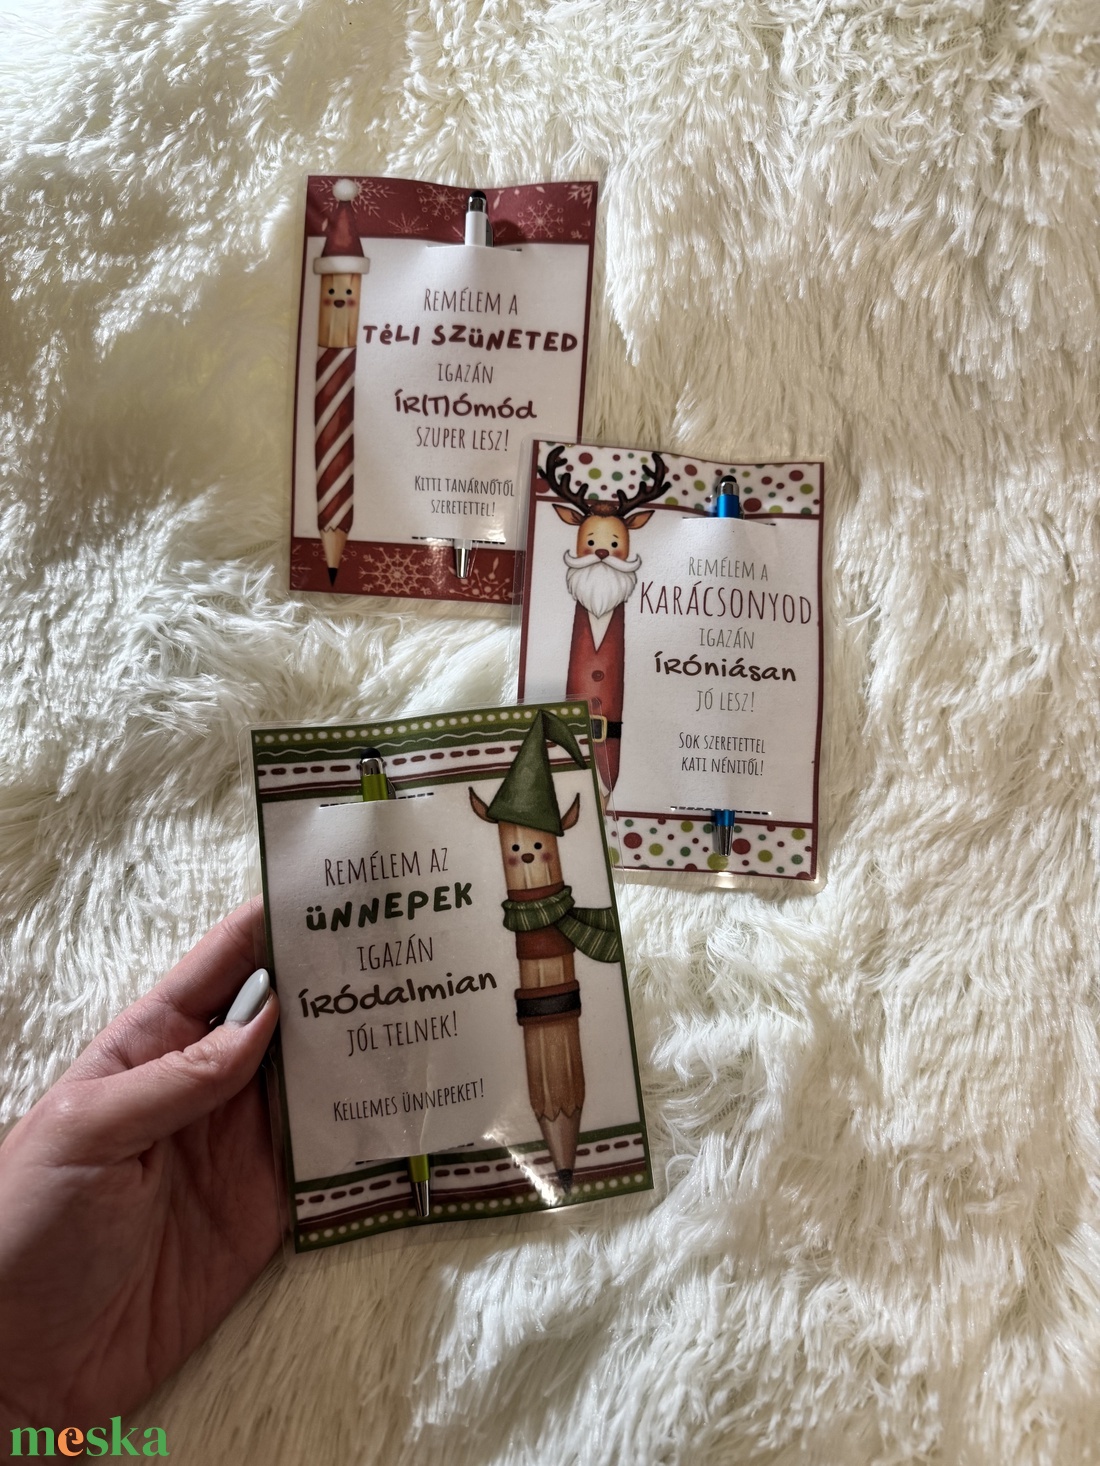 REMÉLEM A
TÉLI SZÜNETED
IGAZÁN
ÍR(T)Ómód
SZUPER LESZ!
KITTI TANÁRNŐTŐL
SZERETETTEL!
REMÉLEM A
KARÁCSONYOD
IGAZÁN
ÍRóniásan
JÓ LESZ!
SOK SZERETETTEL
KATI NÉNITŐL!
REMÉLEM AZ
ÜNNEPEK
IGAZÁN
ÍRódalmian
JÓL TELNEK!
KELLEMES ÜNNEPEKET!
meska